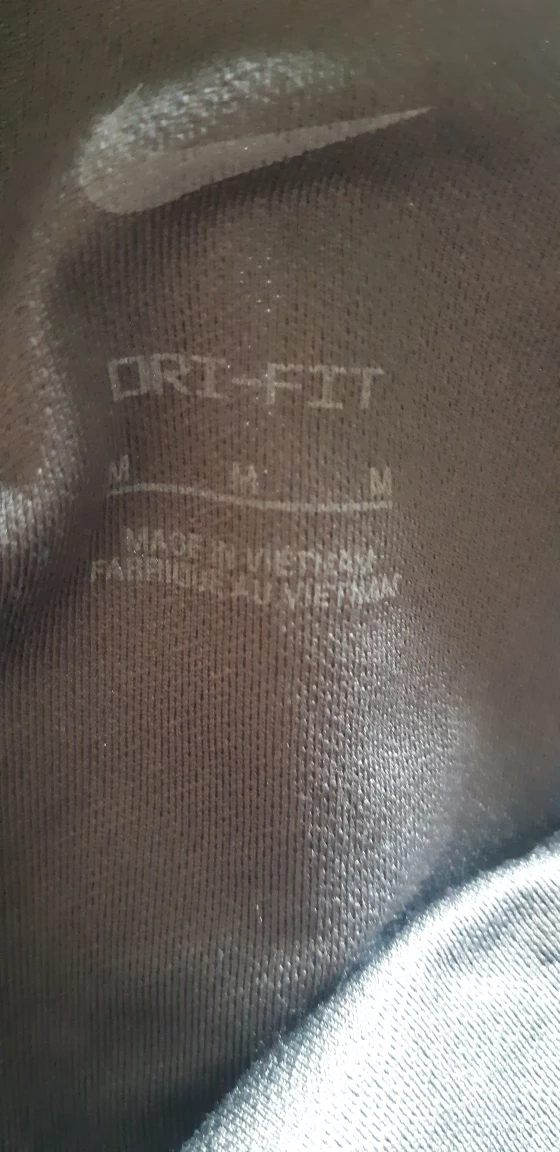 DRI-FIT
M M M
MADE IN VIETNAM
FABRIQUÉ AU VIETNAM